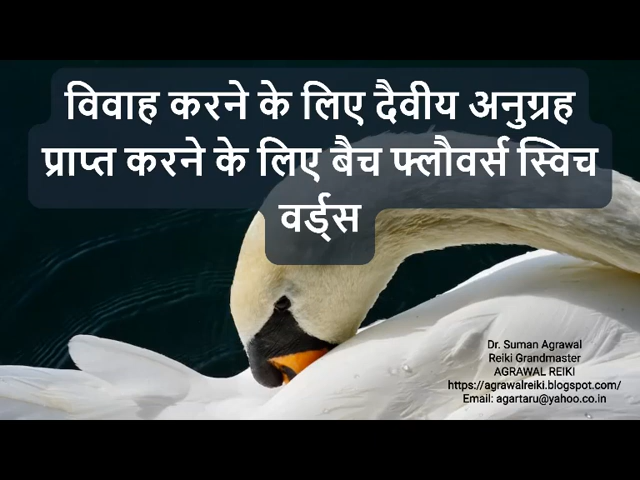 विवाह करने के लिए दैवीय अनुग्रह
प्राप्त करने के लिए बैच फ्लौवर्स स्विच
वर्ड्स
Dr. Suman Agrawal
Reiki Grandmaster
AGRAWAL REIKI
https://agrawalreiki.blogspot.com/
Email: agartaru@yahoo.co.in